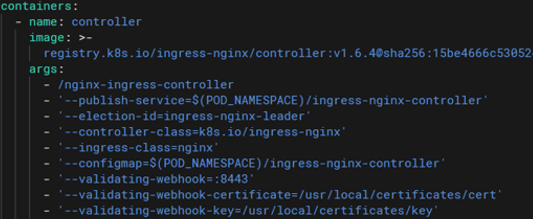 containers:
- name: controller
image: >-
registry.k8s.io/ingress-nginx/controller:v1.6.4@sha256:15be4666c53052
args:
- /nginx-ingress-controller
- '--publish-service=$(POD_NAMESPACE)/ingress-nginx-controller'
- '--election-id=ingress-nginx-leader'
- '--controller-class=k8s.io/ingress-nginx'
- '--ingress-class=nginx'
- '--configmap=$(POD_NAMESPACE)/ingress-nginx-controller'
- '--validating-webhook=:8443'
- '--validating-webhook-certificate=/usr/local/certificates/cert'
- '--validating-webhook-key=/usr/local/certificates/key'